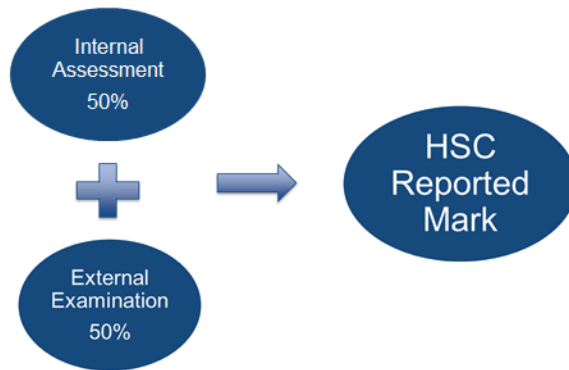 Internal
Assessment
50%
External
Examination
50%
HSC
Reported
Mark